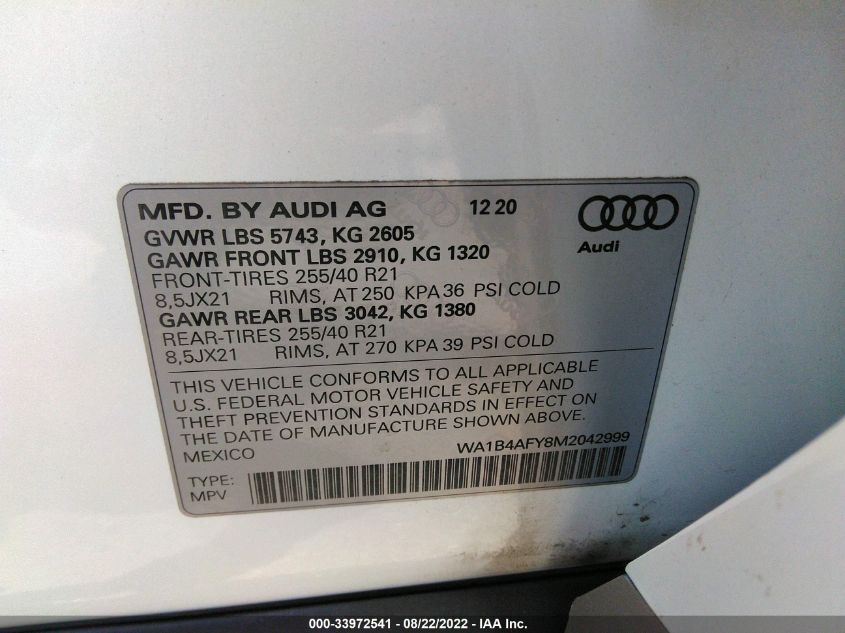 MFD. BY AUDI AG 12 20
GVWR LBS 5743, KG 2605
Audi
GAWR FRONT LBS 2910, KG 1320
FRONT-TIRES 255/40 R21
8,5JX21 RIMS, AT 250 KPA 36 PSI COLD
GAWR REAR LBS 3042, KG 1380
REAR-TIRES 255/40 R21
8,5JX21 RIMS, AT 270 KPA 39 PSI COLD
THIS VEHICLE CONFORMS TO ALL APPLICABLE
U.S. FEDERAL MOTOR VEHICLE SAFETY AND
THEFT PREVENTION STANDARDS IN EFFECT ON
THE DATE OF MANUFACTURE SHOWN ABOVE.
MEXICO WA1B4AFY8M2042999
TYPE:
MPV
000-33972541 - 08/22/2022 - IAA Inc.